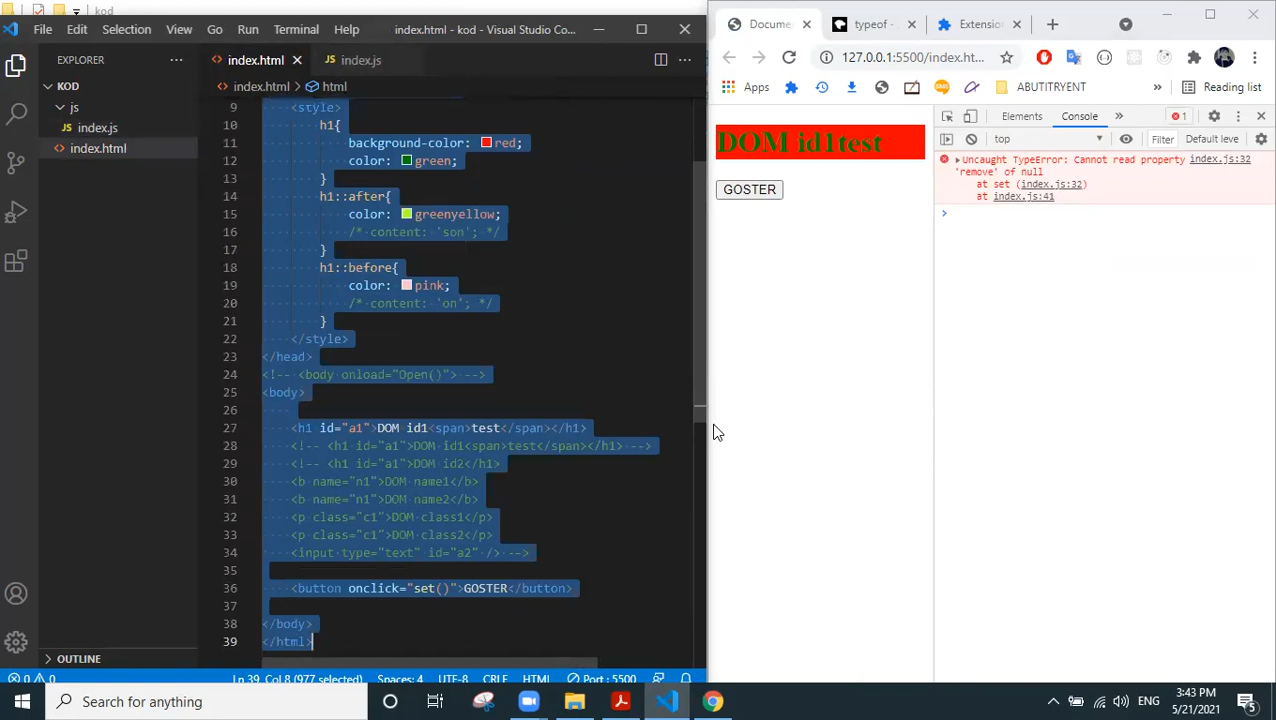 kod
File Edit Selection View Go Run Terminal Help index.html - kod - Visual Studio Co...
EXPLORER
KOD
js
index.js
index.html
OUTLINE
index.html index.js
index.html > html
9 <style>
10 h1{
11 background-color: red;
12 color: green;
13 }
14 h1::after{
15 color: greenyellow;
16 /* content: 'son'; */
17 }
18 h1::before{
19 color: pink;
20 /* content: 'on'; */
21 }
22 </style>
23 </head>
24 <!-- <body onload="Open()"> -->
25 <body>
26
27 <h1 id="a1">DOM id1<span>test</span></h1>
28 <!-- <h1 id="a1">DOM id1<span>test</span></h1> -->
29 <!-- <h1 id="a1">DOM id2</h1>
30 <b name="n1">DOM name1</b>
31 <b name="n1">DOM name2</b>
32 <p class="c1">DOM class1</p>
33 <p class="c1">DOM class2</p>
34 <input type="text" id="a2" /> -->
35
36 <button onclick="set()">GOSTER</button>
37
38 </body>
39 </html>
0 0 Ln 39, Col 8 (977 selected) Spaces: 4 UTF-8 CRLF HTML Port : 5500
Docume typeof - Extension
127.0.0.1:5500/index.ht...
Apps ABUTITRYENT » Reading list
DOM id1test
GOSTER
Elements Console » 1
top Filter Default leve
Uncaught TypeError: Cannot read property index.js:32
'remove' of null
at set (index.js:32)
at index.js:41
>
Search for anything
ENG 3:43 PM
5/21/2021
5